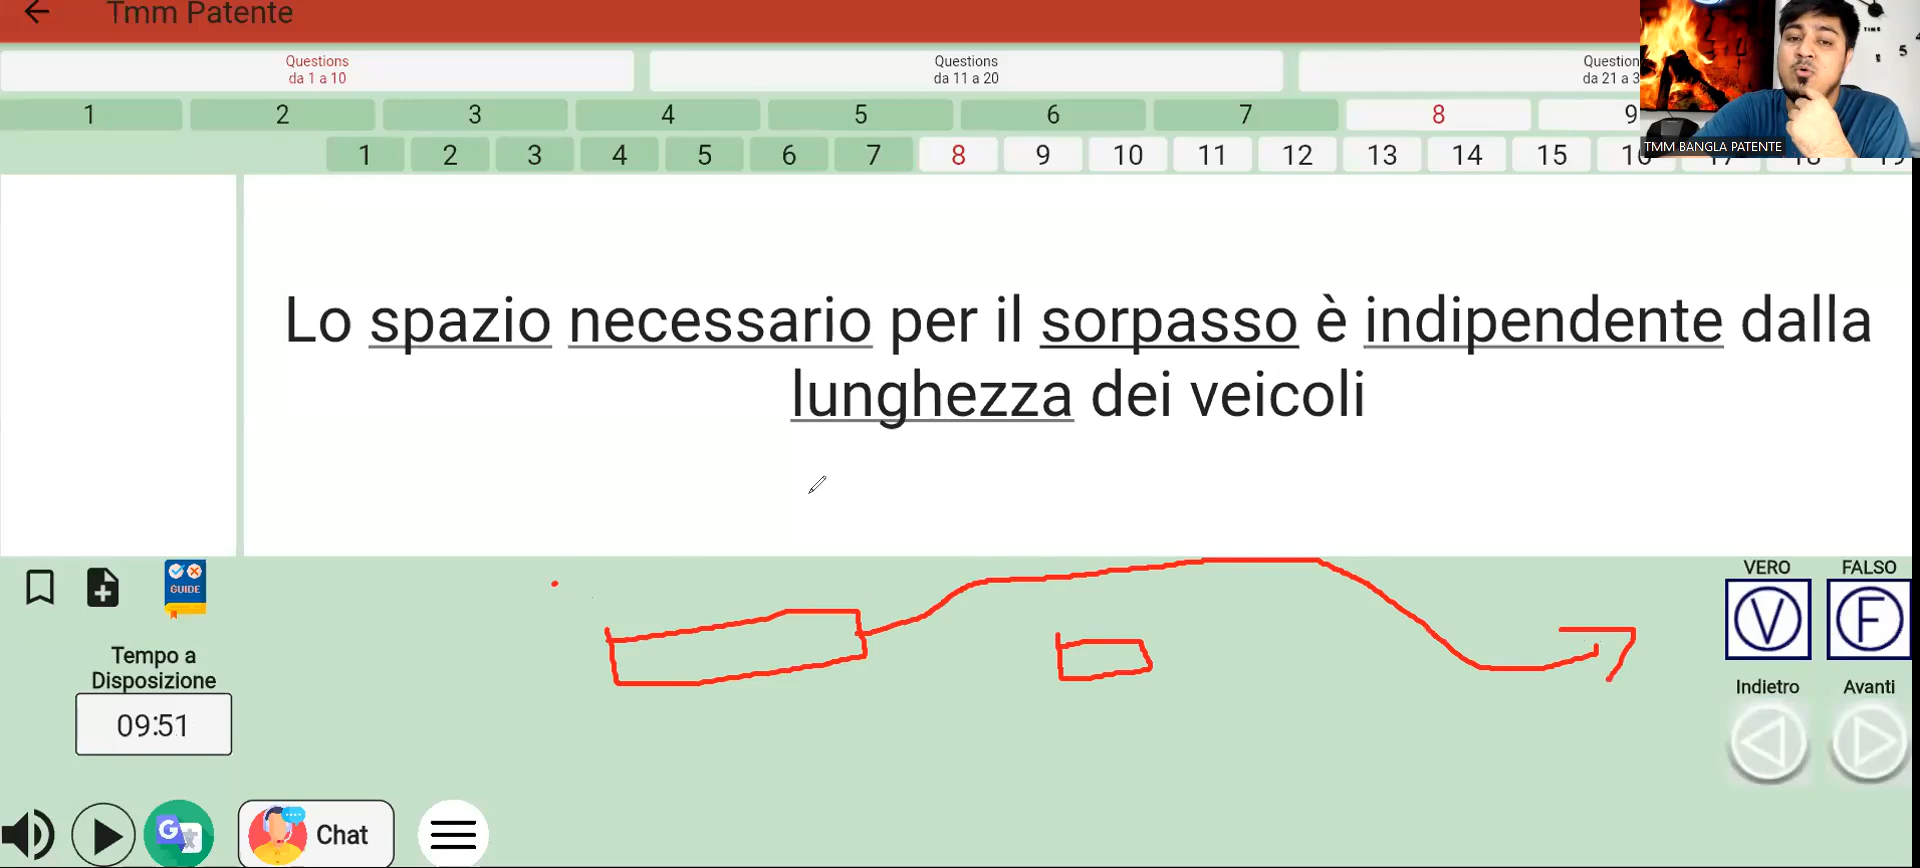 Tmm Patente
Questions
da 1 a 10
Questions
da 11 a 20
Question
da 21 a 3
1 2 3 4 5 6 7 8 9
1 2 3 4 5 6 7 8 9 10 11 12 13 14 15
TIME
5
TMM BANGLA PATENTE
Lo spazio necessario per il sorpasso è indipendente dalla
lunghezza dei veicoli
GUIDE
VERO FALSO
V F
Tempo a
Disposizione
09:51
Indietro Avanti
G
Chat